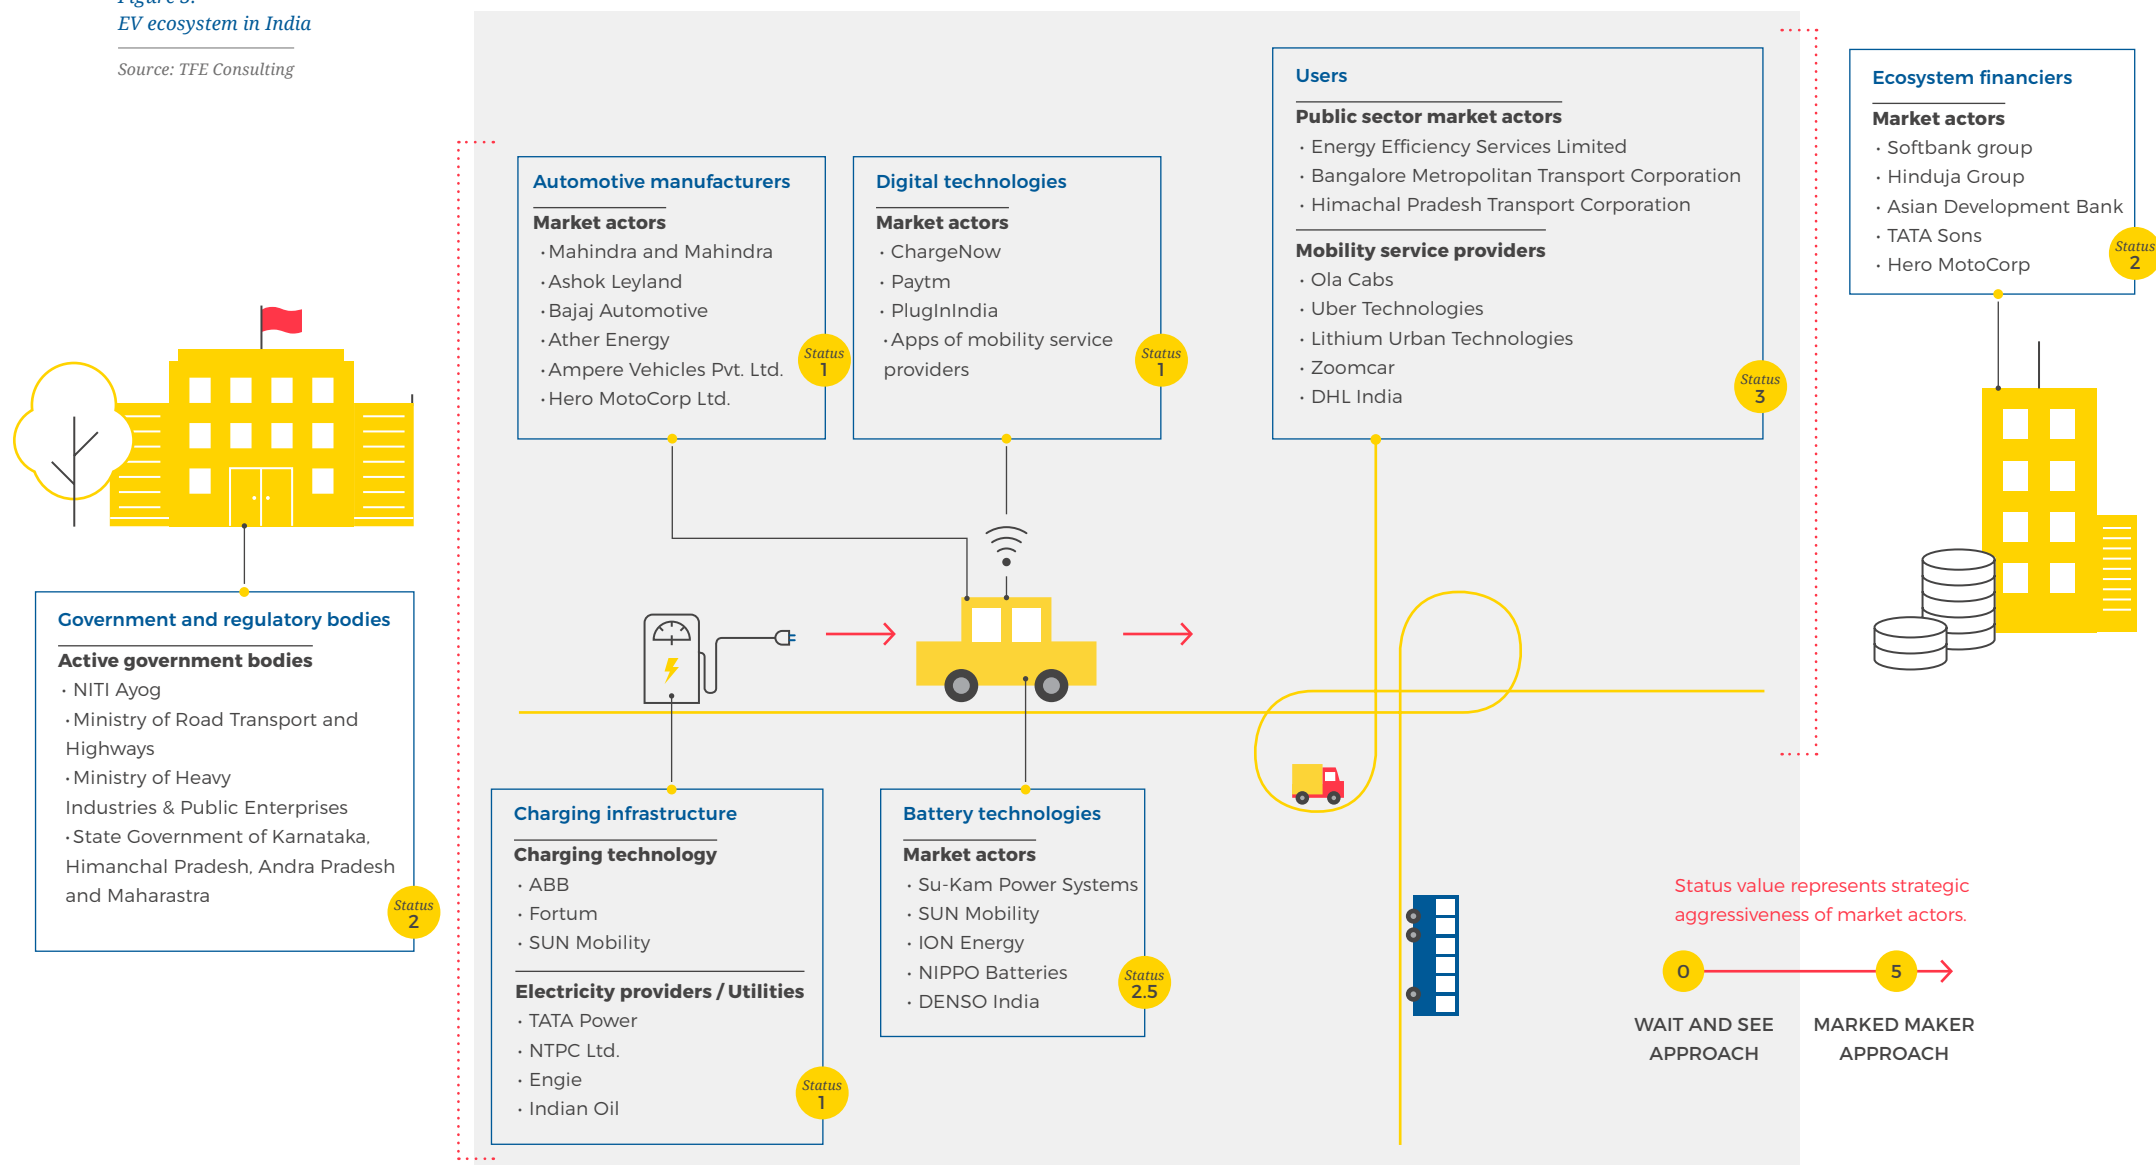 EV ecosystem in India
Source: TFE Consulting
Government and regulatory bodies
Active government bodies
• NITI Ayog
• Ministry of Road Transport and
Highways
• Ministry of Heavy
Industries & Public Enterprises
• State Government of Karnataka,
Himanchal Pradesh, Andra Pradesh
and Maharastra
Status
2
Automotive manufacturers
Market actors
• Mahindra and Mahindra
• Ashok Leyland
• Bajaj Automotive
• Ather Energy
• Ampere Vehicles Pvt. Ltd.
• Hero MotoCorp Ltd.
Status
1
Digital technologies
Market actors
• ChargeNow
• Paytm
• PlugInIndia
• Apps of mobility service
providers
Status
1
Users
Public sector market actors
• Energy Efficiency Services Limited
• Bangalore Metropolitan Transport Corporation
• Himachal Pradesh Transport Corporation
Mobility service providers
• Ola Cabs
• Uber Technologies
• Lithium Urban Technologies
• Zoomcar
• DHL India
Status
3
Ecosystem financiers
Market actors
• Softbank group
• Hinduja Group
• Asian Development Bank
• TATA Sons
• Hero MotoCorp
Status
2
Charging infrastructure
Charging technology
• ABB
• Fortum
• SUN Mobility
Electricity providers / Utilities
• TATA Power
• NTPC Ltd.
• Engie
• Indian Oil
Status
1
Battery technologies
Market actors
• Su-Kam Power Systems
• SUN Mobility
• ION Energy
• NIPPO Batteries
• DENSO India
Status
2.5
Status value represents strategic
aggressiveness of market actors.
0
5
WAIT AND SEE
APPROACH
MARKED MAKER
APPROACH